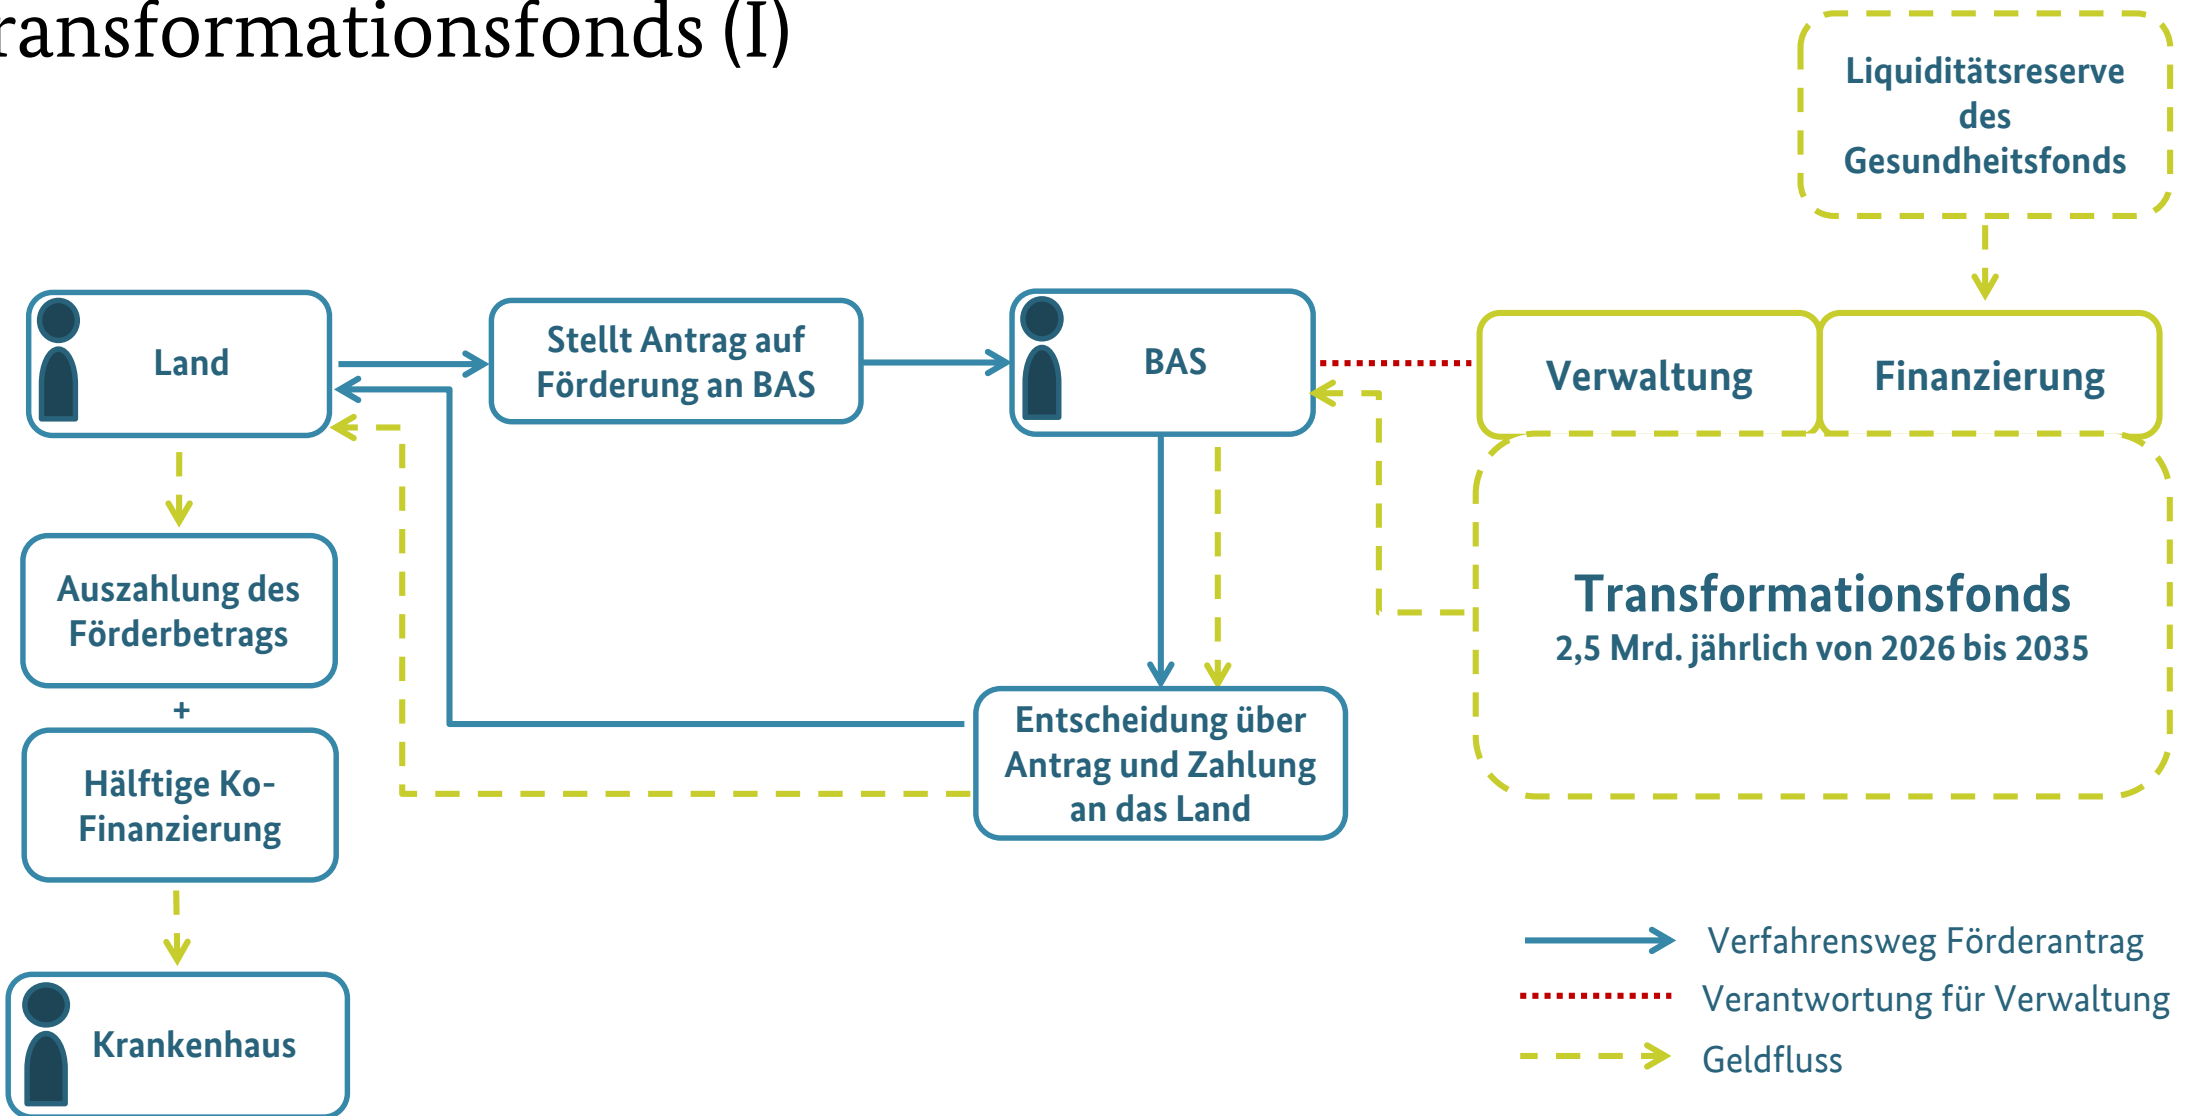 ransformationsfonds (I)
Liquiditätsreserve
des
Gesundheitsfonds
Land
Stellt Antrag auf
Förderung an BAS
BAS
Verwaltung
Finanzierung
Auszahlung des
Förderbetrags
+
Hälftige Ko-
Finanzierung
Krankenhaus
Entscheidung über
Antrag und Zahlung
an das Land
Transformationsfonds
2,5 Mrd. jährlich von 2026 bis 2035
Verfahrensweg Förderantrag
Verantwortung für Verwaltung
Geldfluss